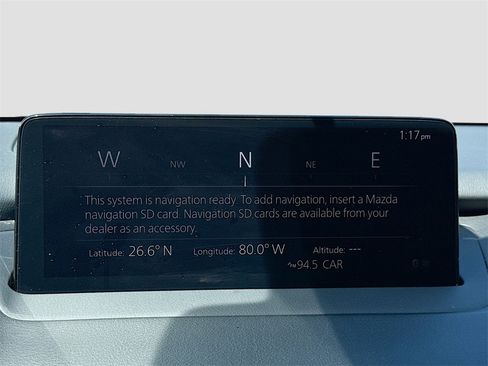 1:17 pm
W NW N NE E
This system is navigation ready. To add navigation, insert a Mazda
navigation SD card. Navigation SD cards are available from your
dealer as an accessory.
Latitude: 26.6° N Longitude: 80.0° W Altitude: ---
94.5 CAR